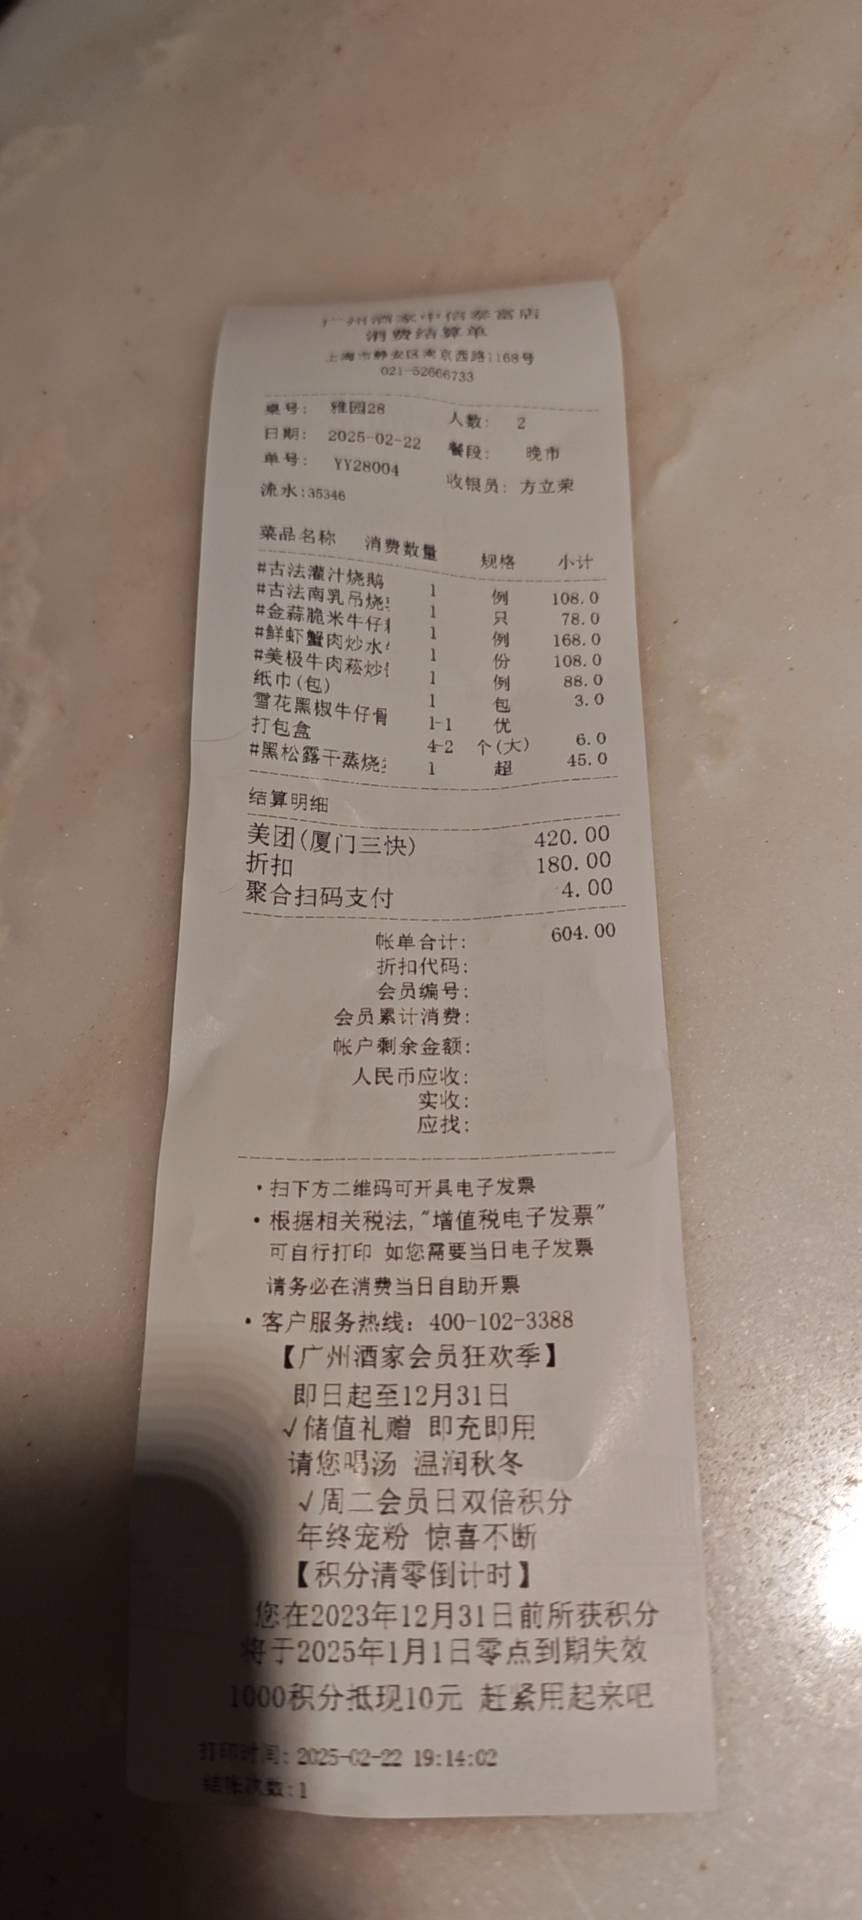 广州酒家中信泰富店
消费结算单
上海市静安区南京西路1168号
021-52666733
桌号: 雅园28 人数: 2
日期: 2025-02-22 餐段: 晚市
单号: YY28004 收银员: 方立荣
流水:35346
菜品名称 消费数量 规格 小计
#古法灌汁烧鹅 1 例 108.0
#古法南乳吊烧 1 只 78.0
#金蒜脆米牛仔 1 例 168.0
#鲜虾蟹肉炒水 1 份 108.0
#美极牛肉菘炒 1 例 88.0
纸巾(包) 1 包 3.0
雪花黑椒牛仔骨 1-1 优
打包盒 4-2 个(大) 6.0
#黑松露干蒸烧 1 超 45.0
结算明细
美团(厦门三快) 420.00
折扣 180.00
聚合扫码支付 4.00
帐单合计: 604.00
折扣代码:
会员编号:
会员累计消费:
帐户剩余金额:
人民币应收:
实收:
应找:
·扫下方二维码可开具电子发票
·根据相关税法,"增值税电子发票"
可自行打印 如您需要当日电子发票
请务必在消费当日自助开票
·客户服务热线: 400-102-3388
【广州酒家会员狂欢季】
即日起至12月31日
√储值礼赠 即充即用
请您喝汤 温润秋冬
√周二会员日双倍积分
年终宠粉 惊喜不断
【积分清零倒计时】
您在2023年12月31日前所获积分
将于2025年1月1日零点到期失效
1000积分抵现10元 赶紧用起来吧
打印时间: 2025-02-22 19:14:02
结账次数:1